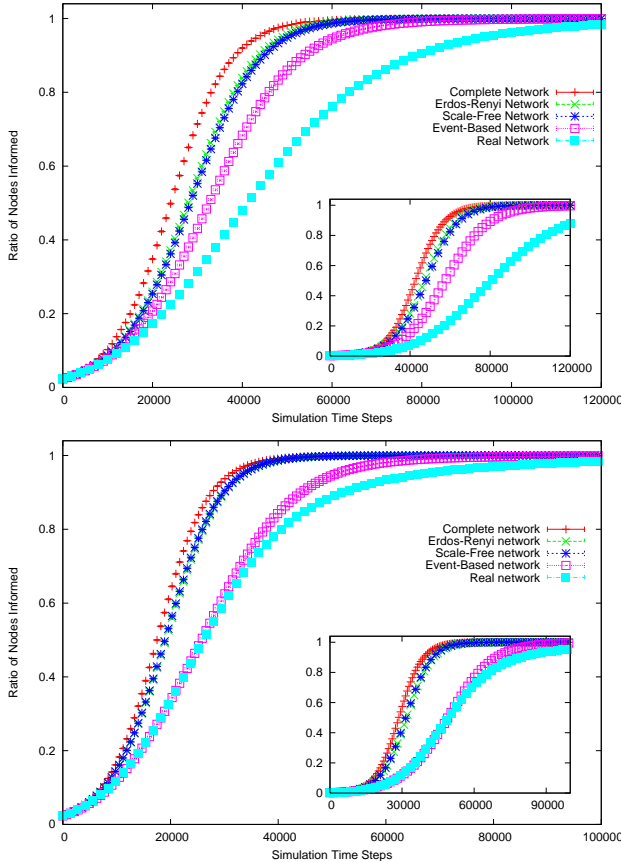 1
0.8
0.6
0.4
0.2
0
Ratio of Nodes Informed
Complete Network
Erdos-Renyi Network
Scale-Free Network
Event-Based Network
Real Network
1
0.8
0.6
0.4
0.2
0
0 40000 80000 120000
0 20000 40000 60000 80000 100000 120000
Simulation Time Steps
1
0.8
0.6
0.4
0.2
0
Ratio of Nodes Informed
Complete network
Erdos-Renyi network
Scale-Free network
Event-Based network
Real network
1
0.8
0.6
0.4
0.2
0
0 30000 60000 90000
0 20000 40000 60000 80000 100000
Simulation Time Steps